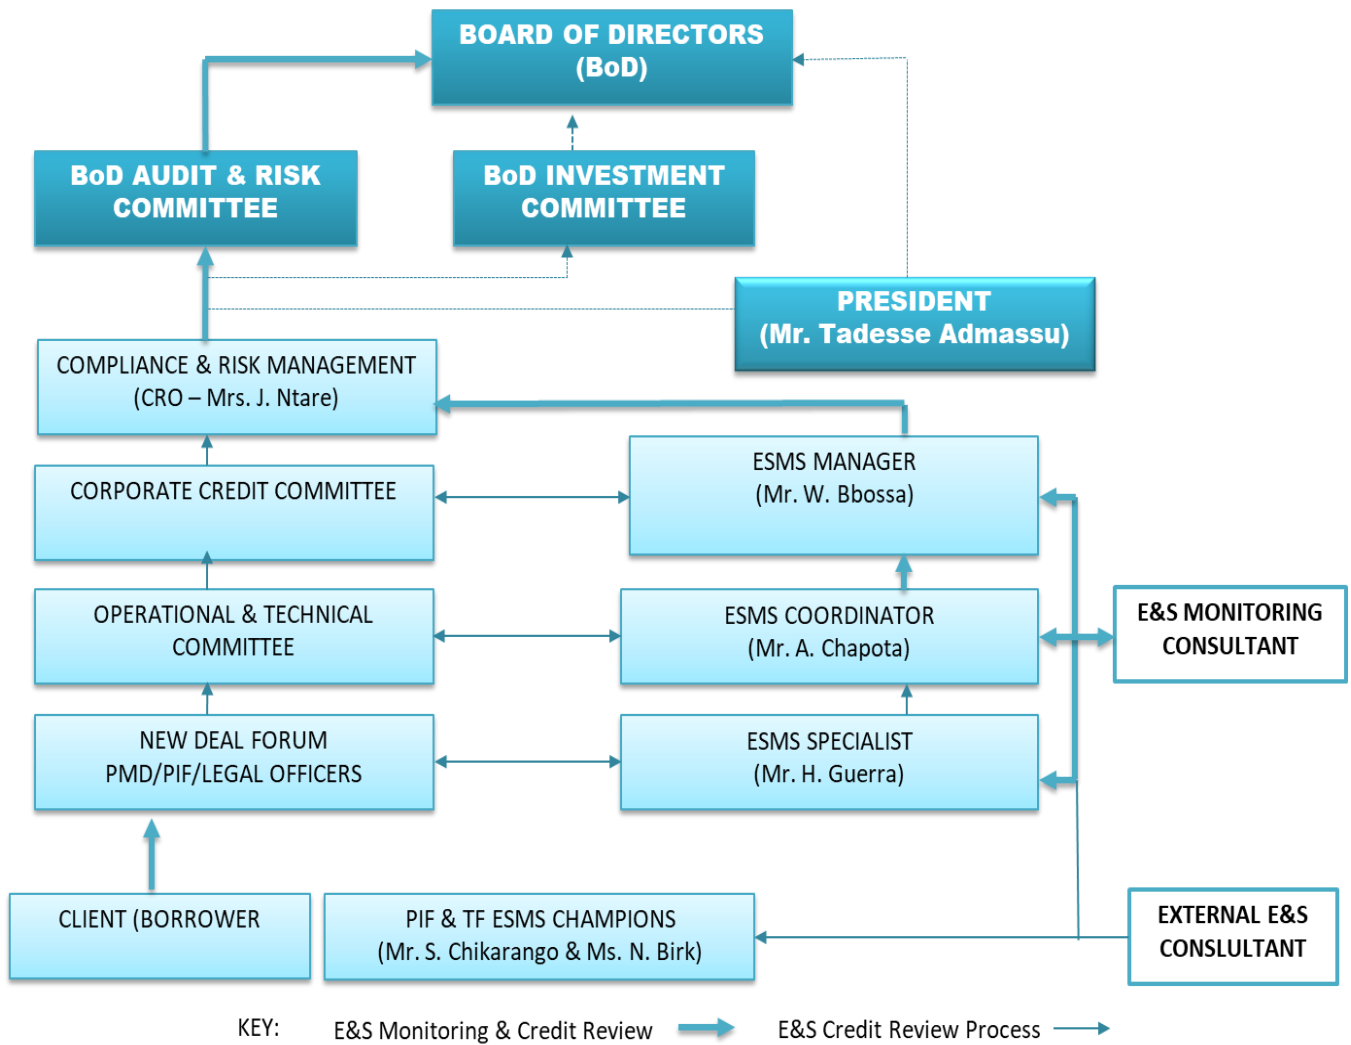 BOARD OF DIRECTORS
(BoD)
BoD AUDIT & RISK
COMMITTEE
BoD INVESTMENT
COMMITTEE
PRESIDENT
(Mr. Tadesse Admassu)
COMPLIANCE & RISK MANAGEMENT
(CRO – Mrs. J. Ntare)
ESMS MANAGER
(Mr. W. Bbossa)
CORPORATE CREDIT COMMITTEE
OPERATIONAL & TECHNICAL
COMMITTEE
ESMS COORDINATOR
(Mr. A. Chapota)
E&S MONITORING
CONSULTANT
NEW DEAL FORUM
PMD/PIF/LEGAL OFFICERS
ESMS SPECIALIST
(Mr. H. Guerra)
CLIENT (BORROWER
PIF & TF ESMS CHAMPIONS
(Mr. S. Chikarango & Ms. N. Birk)
EXTERNAL E&S
CONSLULTANT
KEY:
E&S Monitoring & Credit Review
E&S Credit Review Process